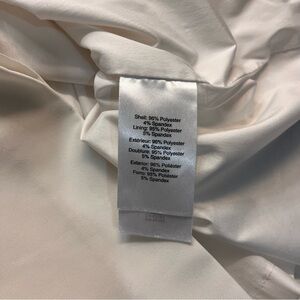 Shell: 96% Polyester
4% Spandex
Lining: 95% Polyester
5% Spandex
Extérieur: 96% Polyester
4% Spandex
Doublure: 95% Polyester
5% Spandex
Exterior: 96% Polyester
4% Spandex
Forro: 95% Polyester
5% Spandex